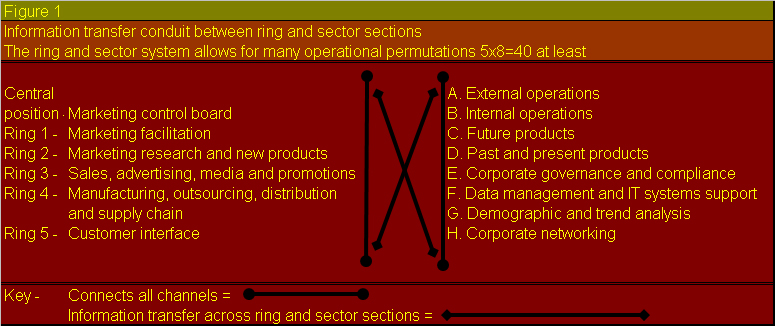 Figure 1
Information transfer conduit between ring and sector sections
The ring and sector system allows for many operational permutations 5x8=40 at least
Central
position - Marketing control board
Ring 1 - Marketing facilitation
Ring 2 - Marketing research and new products
Ring 3 - Sales, advertising, media and promotions
Ring 4 - Manufacturing, outsourcing, distribution
and supply chain
Ring 5 - Customer interface
A. External operations
B. Internal operations
C. Future products
D. Past and present products
E. Corporate governance and compliance
F. Data management and IT systems support
G. Demographic and trend analysis
H. Corporate networking
Key - Connects all channels =
Information transfer across ring and sector sections =